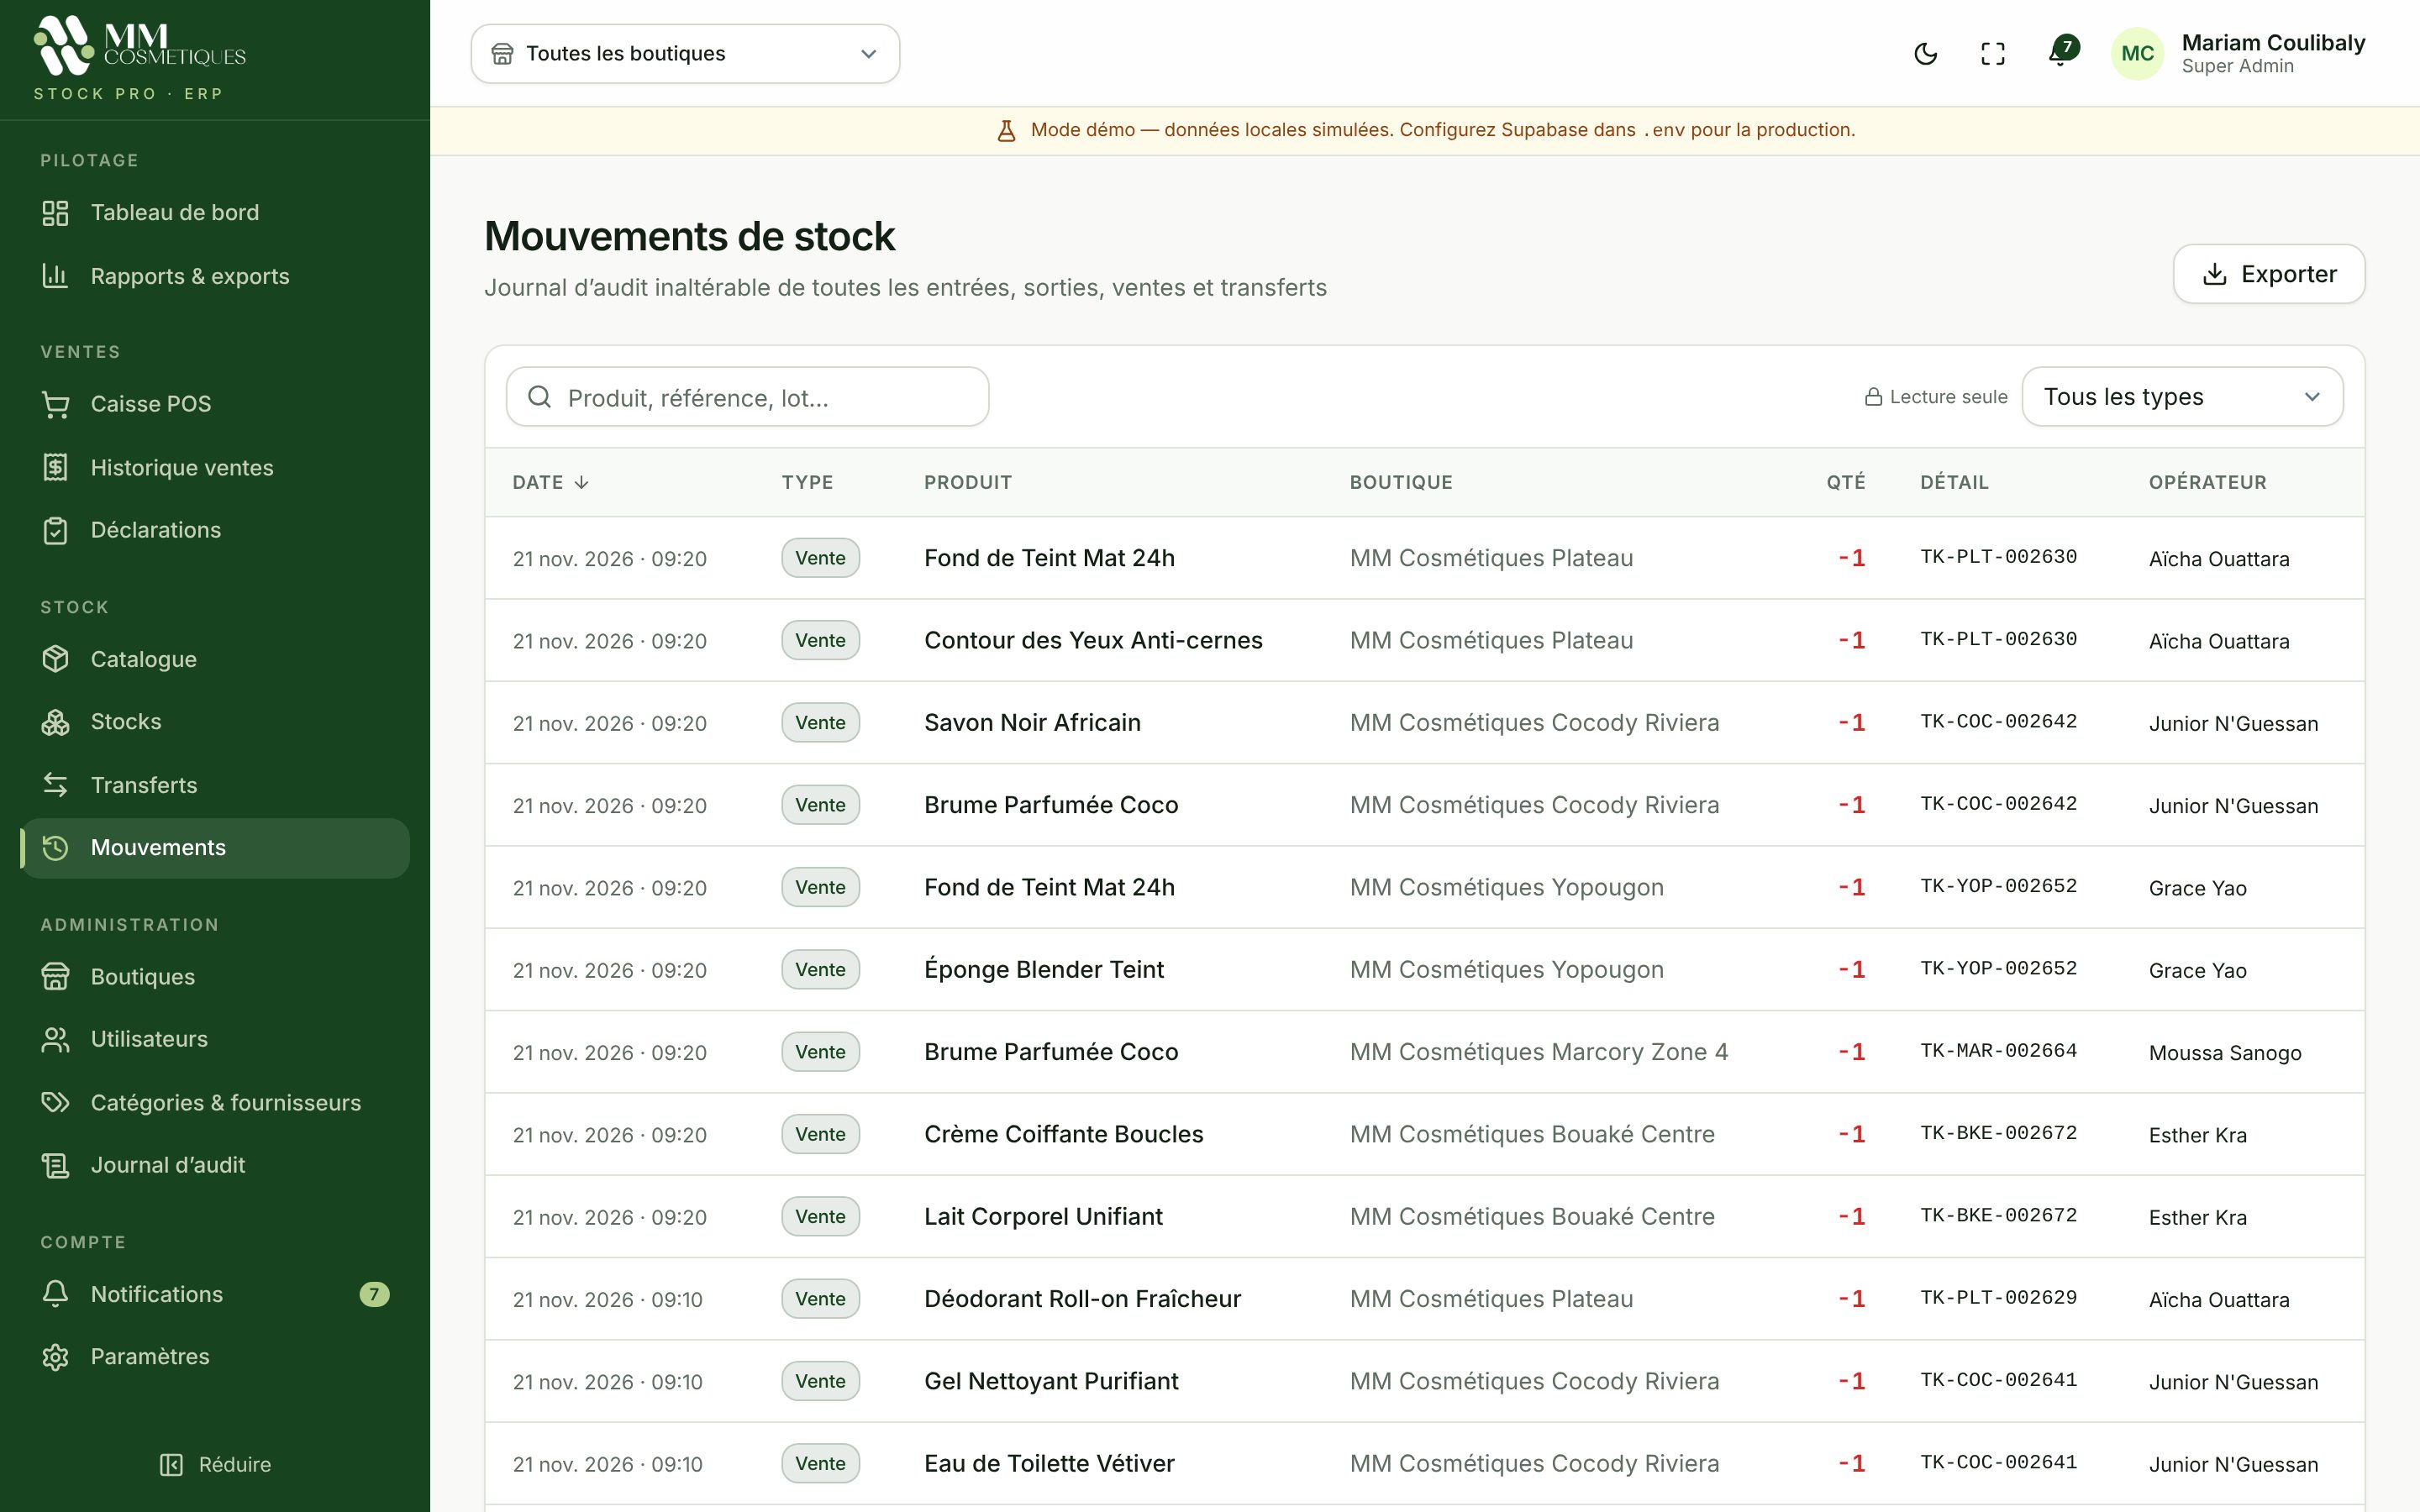 MM
COSMETIQUES
STOCK PRO · ERP
PILOTAGE
Tableau de bord
Rapports & exports
VENTES
Caisse POS
Historique ventes
Déclarations
STOCK
Catalogue
Stocks
Transferts
Mouvements
ADMINISTRATION
Boutiques
Utilisateurs
Catégories & fournisseurs
Journal d’audit
COMPTE
Notifications 7
Paramètres
Réduire
Toutes les boutiques
7
MC
Mariam Coulibaly
Super Admin
Mode démo — données locales simulées. Configurez Supabase dans .env pour la production.
Mouvements de stock
Journal d’audit inaltérable de toutes les entrées, sorties, ventes et transferts
Exporter
Produit, référence, lot...
Lecture seule
Tous les types
DATE ↓ TYPE PRODUIT BOUTIQUE QTÉ DÉTAIL OPÉRATEUR
21 nov. 2026 · 09:20 Vente Fond de Teint Mat 24h MM Cosmétiques Plateau -1 TK-PLT-002630 Aïcha Ouattara
21 nov. 2026 · 09:20 Vente Contour des Yeux Anti-cernes MM Cosmétiques Plateau -1 TK-PLT-002630 Aïcha Ouattara
21 nov. 2026 · 09:20 Vente Savon Noir Africain MM Cosmétiques Cocody Riviera -1 TK-COC-002642 Junior N'Guessan
21 nov. 2026 · 09:20 Vente Brume Parfumée Coco MM Cosmétiques Cocody Riviera -1 TK-COC-002642 Junior N'Guessan
21 nov. 2026 · 09:20 Vente Fond de Teint Mat 24h MM Cosmétiques Yopougon -1 TK-YOP-002652 Grace Yao
21 nov. 2026 · 09:20 Vente Éponge Blender Teint MM Cosmétiques Yopougon -1 TK-YOP-002652 Grace Yao
21 nov. 2026 · 09:20 Vente Brume Parfumée Coco MM Cosmétiques Marcory Zone 4 -1 TK-MAR-002664 Moussa Sanogo
21 nov. 2026 · 09:20 Vente Crème Coiffante Boucles MM Cosmétiques Bouaké Centre -1 TK-BKE-002672 Esther Kra
21 nov. 2026 · 09:20 Vente Lait Corporel Unifiant MM Cosmétiques Bouaké Centre -1 TK-BKE-002672 Esther Kra
21 nov. 2026 · 09:10 Vente Déodorant Roll-on Fraîcheur MM Cosmétiques Plateau -1 TK-PLT-002629 Aïcha Ouattara
21 nov. 2026 · 09:10 Vente Gel Nettoyant Purifiant MM Cosmétiques Cocody Riviera -1 TK-COC-002641 Junior N'Guessan
21 nov. 2026 · 09:10 Vente Eau de Toilette Vétiver MM Cosmétiques Cocody Riviera -1 TK-COC-002641 Junior N'Guessan